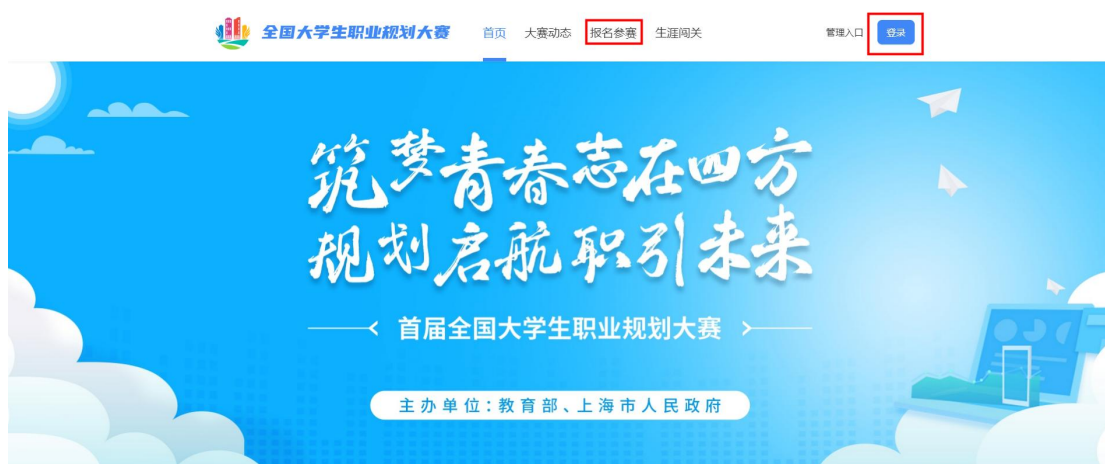 全国大学生职业规划大赛 首页 大赛动态 报名参赛 生涯闯关 管理入口 登录
筑梦青春志在四方
规划启航职引未来
首届全国大学生职业规划大赛
主办单位：教育部、上海市人民政府